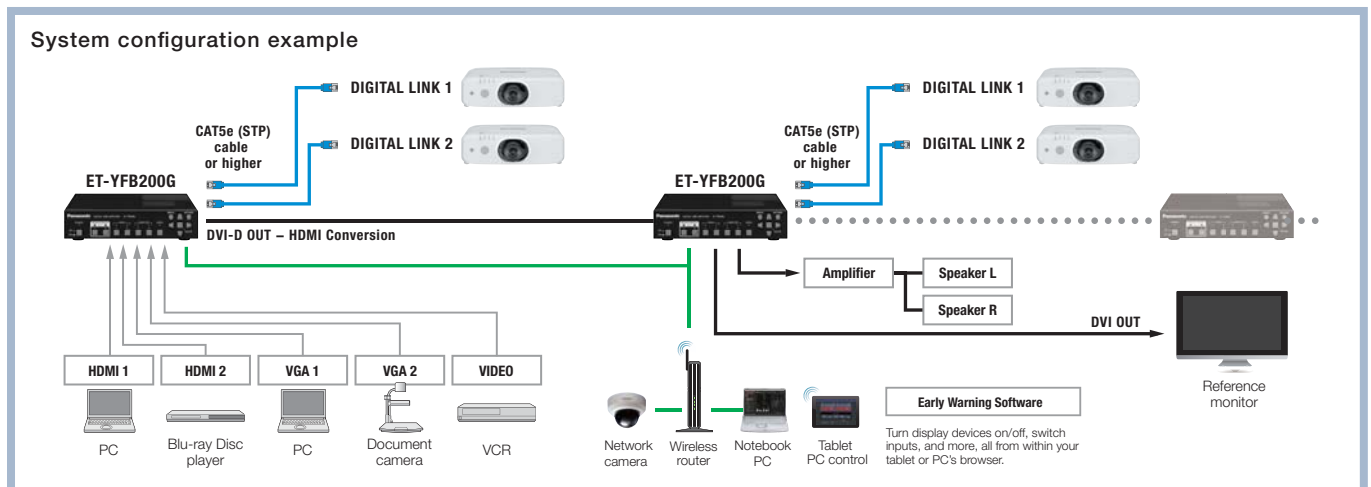 System configuration example
DIGITAL LINK 1
DIGITAL LINK 2
CAT5e (STP)
cable
or higher
ET-YFB200G
Panasonic
DVI-D OUT – HDMI Conversion
DIGITAL LINK 1
DIGITAL LINK 2
CAT5e (STP)
cable
or higher
ET-YFB200G
Panasonic
Panasonic
Amplifier
Speaker L
Speaker R
DVI OUT
HDMI 1
HDMI 2
VGA 1
VGA 2
VIDEO
PC
Blu-ray Disc
player
PC
Document
camera
VCR
Network
camera
Wireless
router
Notebook
PC
Tablet
PC control
Early Warning Software
Turn display devices on/off, switch
inputs, and more, all from within your
tablet or PC's browser.
Reference
monitor